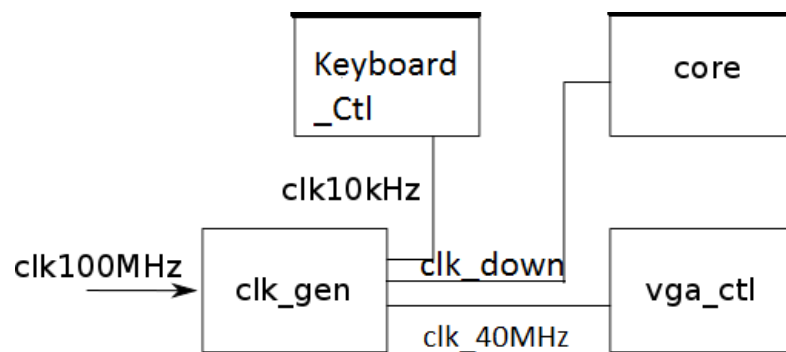 Keyboard
_Ctl
core
clk10kHz
clk100MHz
clk_gen
clk_down
vga_ctl
clk_40MHz